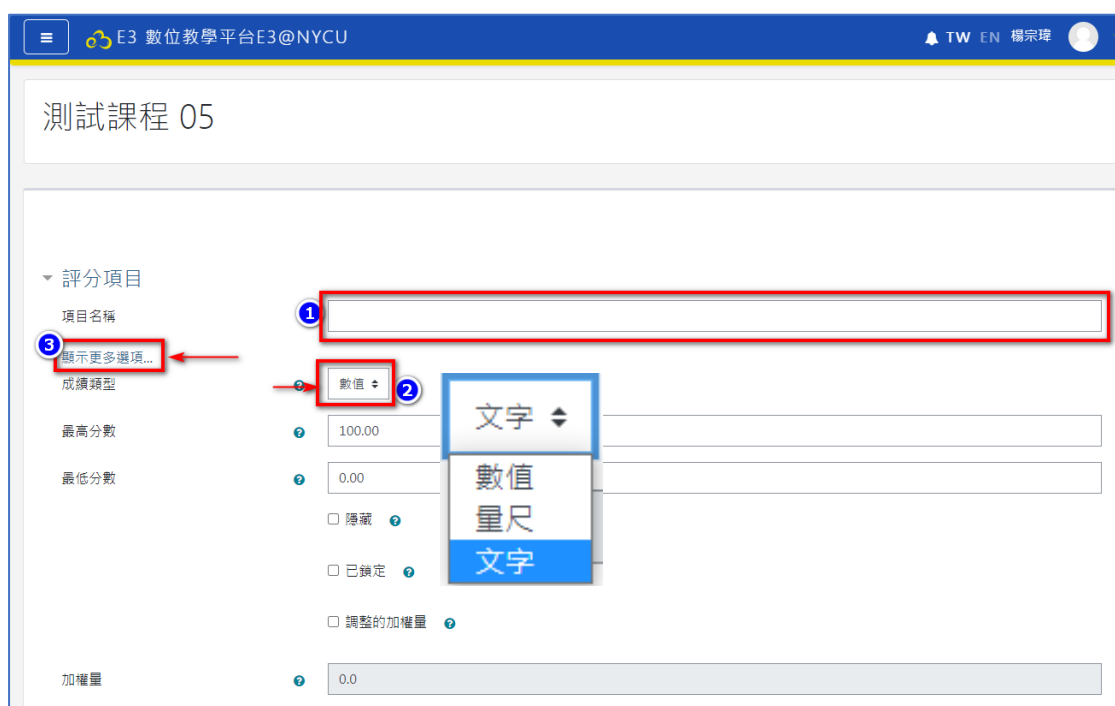 E3 數位教學平台E3@NYCU TW EN 楊宗瑋
測試課程 05
評分項目
項目名稱 1
3 顯示更多選項...
成績類型 數值 2
文字
數值
量尺
文字
最高分數 100.00
最低分數 0.00
隱藏
已鎖定
調整的加權量
加權量 0.0